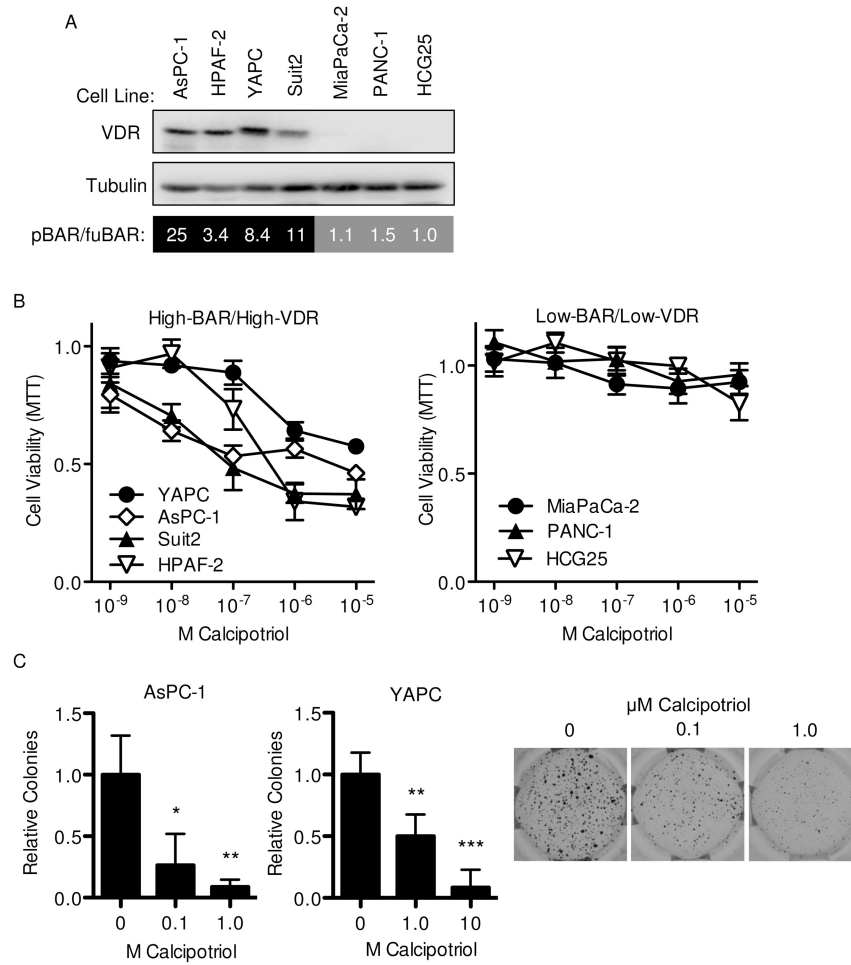 A
Cell Line:
AsPC-1
HPAF-2
YAPC
Suit2
MiaPaCa-2
PANC-1
HCG25
VDR
Tubulin
pBAR/fuBAR: 25 3.4 8.4 11 1.1 1.5 1.0
B
High-BAR/High-VDR
Cell Viability (MTT)
1.0
0.5
0.0
YAPC
AsPC-1
Suit2
HPAF-2
10⁻⁹ 10⁻⁸ 10⁻⁷ 10⁻⁶ 10⁻⁵
M Calcipotriol
Low-BAR/Low-VDR
Cell Viability (MTT)
1.0
0.5
0.0
MiaPaCa-2
PANC-1
HCG25
10⁻⁹ 10⁻⁸ 10⁻⁷ 10⁻⁶ 10⁻⁵
M Calcipotriol
C
AsPC-1
Relative Colonies
1.5
1.0
0.5
0.0
*
**
0 0.1 1.0
M Calcipotriol
YAPC
Relative Colonies
1.5
1.0
0.5
0.0
**
***
0 1.0 10
M Calcipotriol
µM Calcipotriol
0 0.1 1.0